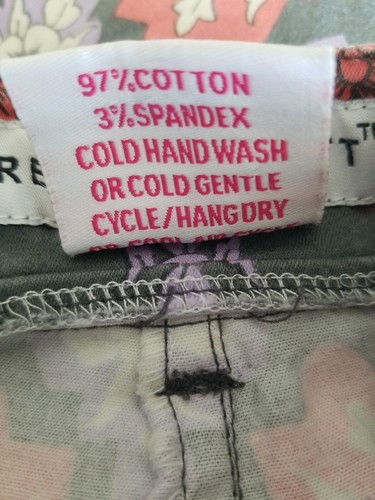 97%COTTON
3%SPANDEX
COLD HAND WASH
OR COLD GENTLE
CYCLE/HANG DRY